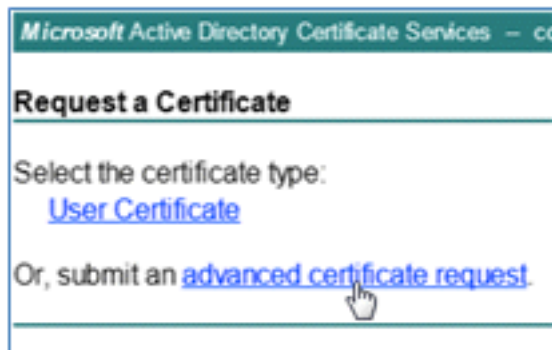 Microsoft Active Directory Certificate Services – co
Request a Certificate
Select the certificate type:
User Certificate
Or, submit an advanced certificate request.